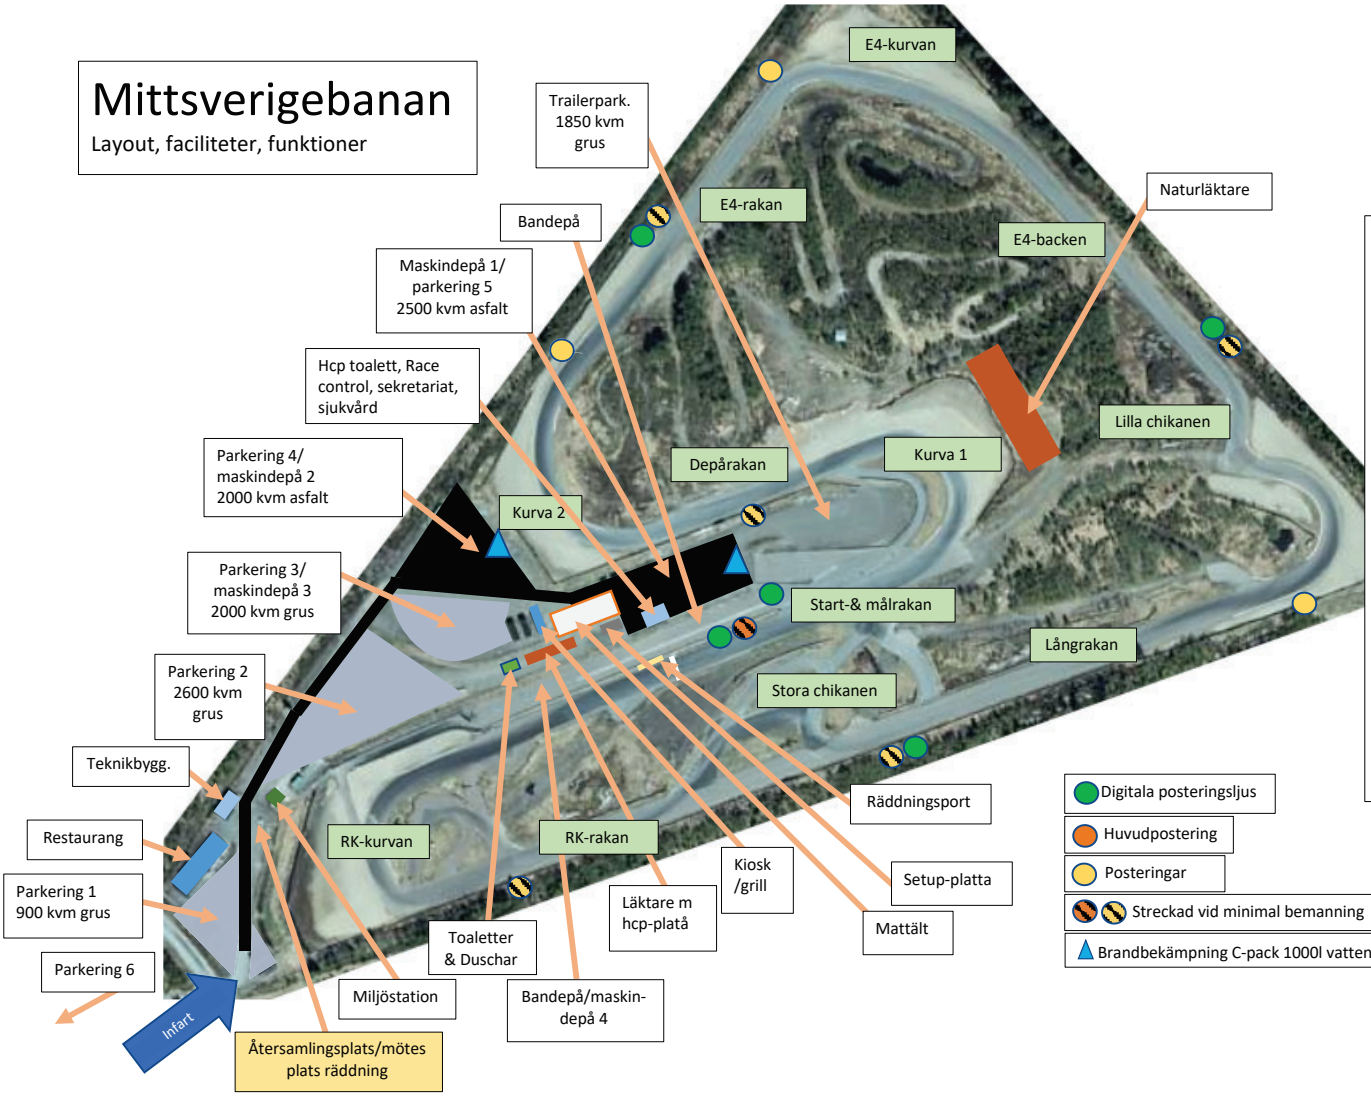 Mittsverigebanan
Layout, faciliteter, funktioner
E4-kurvan
Trailerpark.
1850 kvm
grus
Naturläktare
E4-rakan
Bandepå
E4-backen
Maskindepå 1/
parkering 5
2500 kvm asfalt
Hcp toalett, Race
control, sekretariat,
sjukvård
Lilla chikanen
Parkering 4/
maskindepå 2
2000 kvm asfalt
Kurva 1
Depårakan
Kurva 2
Parkering 3/
maskindepå 3
2000 kvm grus
Start-& målrakan
Långrakan
Parkering 2
2600 kvm
grus
Stora chikanen
Teknikbygg.
Räddningsport
Digitala posteringsljus
Restaurang
RK-kurvan
RK-rakan
Huvudpostering
Kiosk
/grill
Setup-platta
Posteringar
Parkering 1
900 kvm grus
Läktare m
hcp-platå
Streckad vid minimal bemanning
Mattält
Toaletter
& Duschar
Brandbekämpning C-pack 1000l vatten
Parkering 6
Miljöstation
Bandepå/maskin-
depå 4
Infart
Återsamlingsplats/mötes
plats räddning